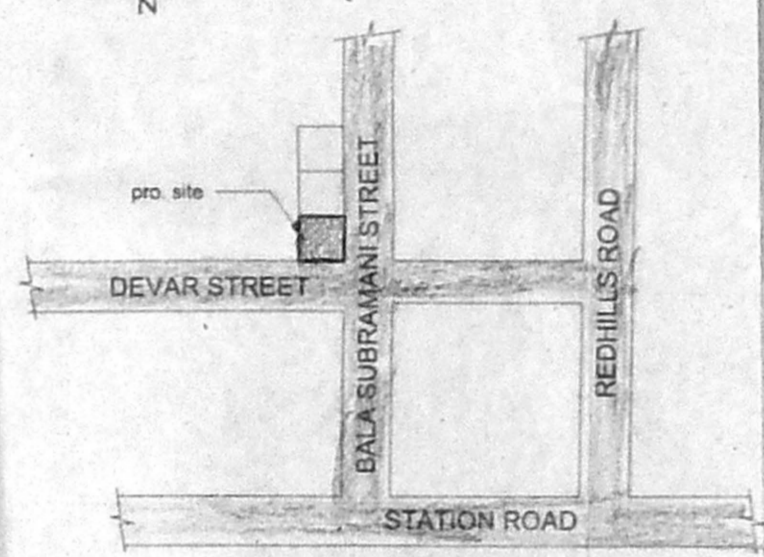 N
pro. site
BALA SUBRAMANI STREET
REDHILLS ROAD
DEVAR STREET
STATION ROAD